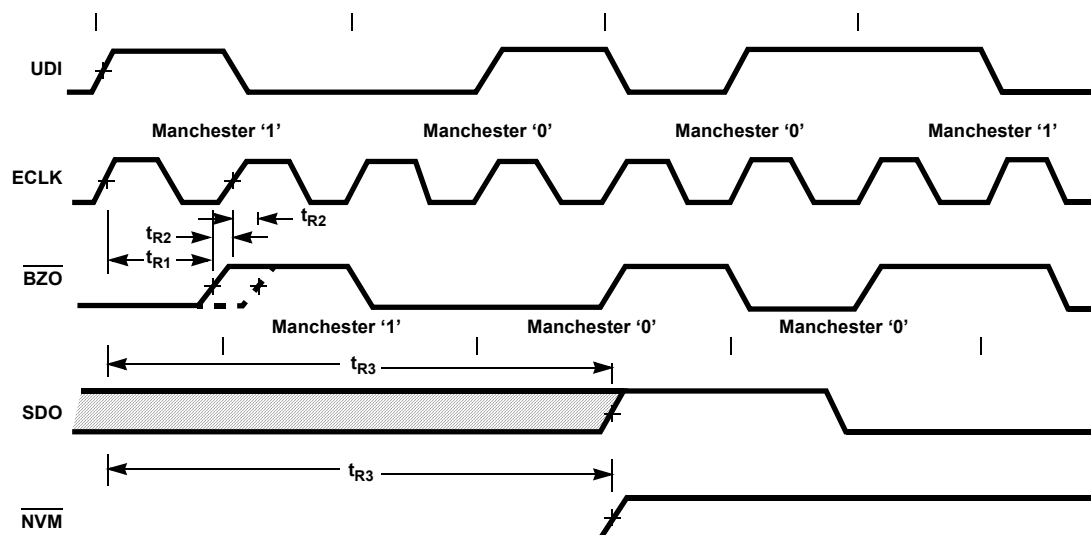 UDI
Manchester ‘1’ Manchester ‘0’ Manchester ‘0’ Manchester ‘1’
ECLK
tR2
tR2
tR1
BZO
Manchester ‘1’ Manchester ‘0’ Manchester ‘0’
tR3
SDO
tR3
NVM